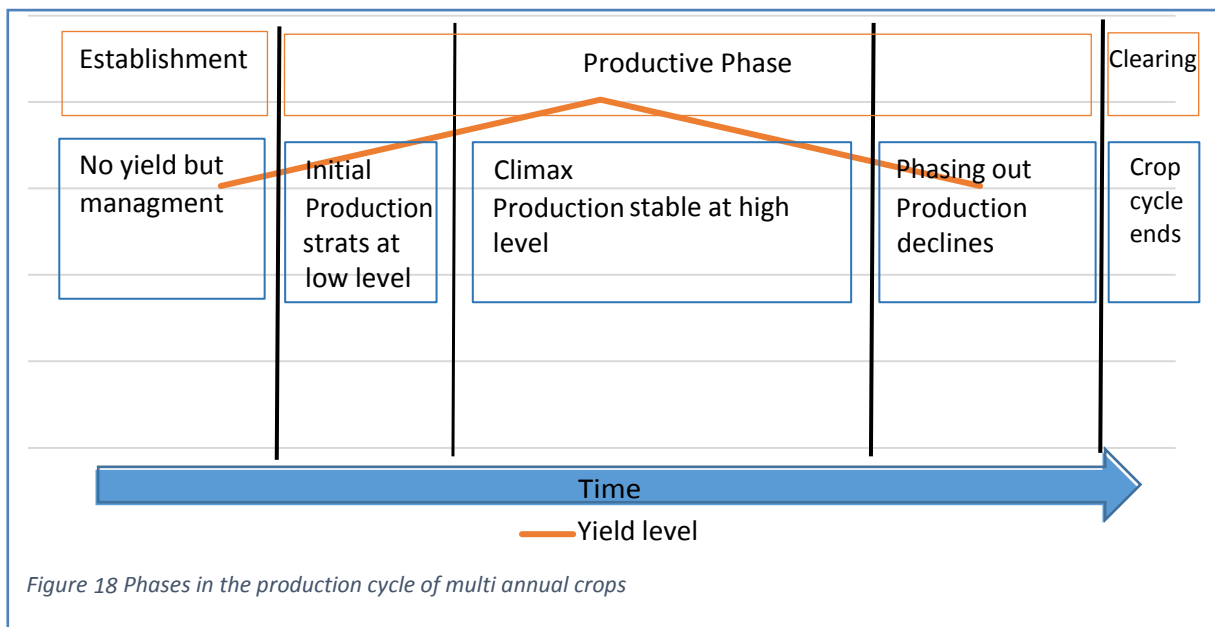 Establishment
Productive Phase
Clearing
No yield but
managment
Initial
Production
strats at
low level
Climax
Production stable at high
level
Phasing out
Production
declines
Crop
cycle
ends
Time
Yield level
Figure 18 Phases in the production cycle of multi annual crops